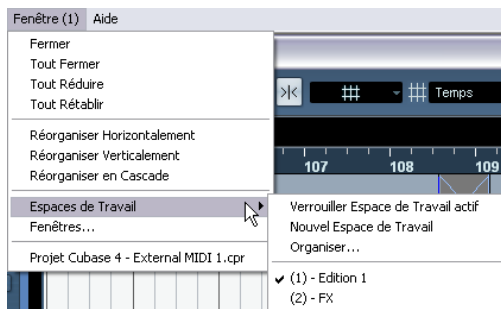 Fenêtre (1) Aide
Fermer
Tout Fermer
Tout Réduire
Tout Rétablir
Temps
Réorganiser Horizontalement
Réorganiser Verticalement
Réorganiser en Cascade
107 108 109
Espaces de Travail
Fenêtres...
Projet Cubase 4 - External MIDI 1.cpr
Verrouiller Espace de Travail actif
Nouvel Espace de Travail
Organiser...
(1) - Edition 1
(2) - FX